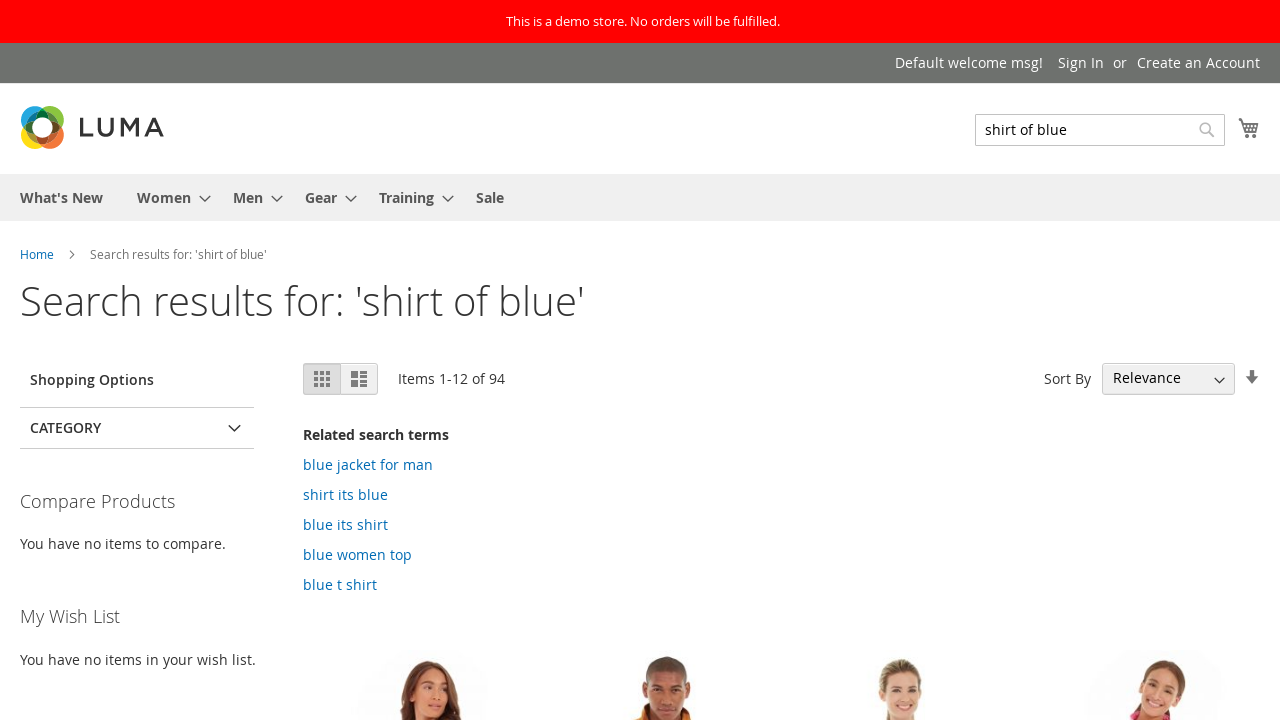 This is a demo store. No orders will be fulfilled.
Default welcome msg! Sign In or Create an Account
LUMA
shirt of blue
What's New Women Men Gear Training Sale
Home Search results for: 'shirt of blue'
Search results for: 'shirt of blue'
Shopping Options
CATEGORY
Compare Products
You have no items to compare.
My Wish List
You have no items in your wish list.
Items 1-12 of 94
Sort By Relevance
Related search terms
blue jacket for man
shirt its blue
blue its shirt
blue women top
blue t shirt